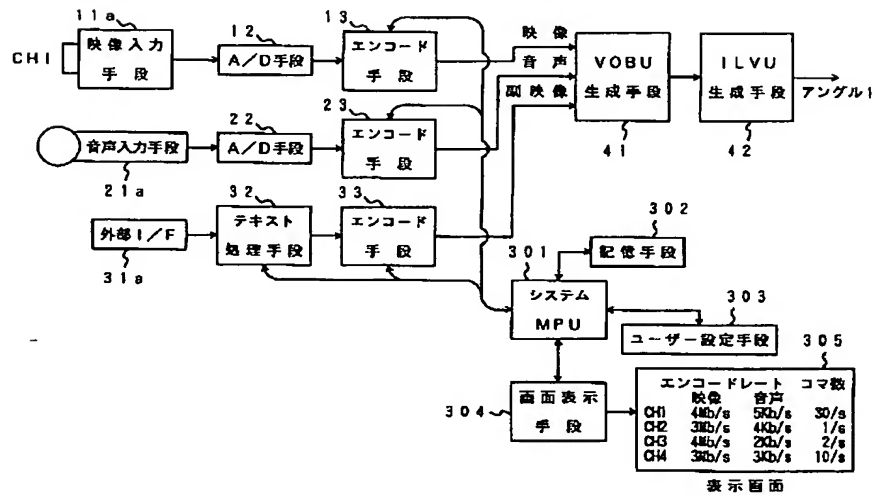 11a
12
13
CH1
映像入力
手段
A/D手段
エンコード
手段
映像
音声
副映像
VOBU
生成手段
41
ILVU
生成手段
42
アングルド
22
23
音声入力手段
21a
A/D手段
エンコード
手段
32
33
外部I/F
31a
テキスト
処理手段
エンコード
手段
301
302
システム
MPU
記憶手段
303
ユーザー設定手段
304
画面表示
手段
305
エンコードレート コマ数
映像 音声
CH1 4Mb/s 5Kb/s 30/s
CH2 3Mb/s 4Kb/s 1/s
CH3 4Mb/s 2Kb/s 2/s
CH4 3Mb/s 3Kb/s 10/s
表示画面